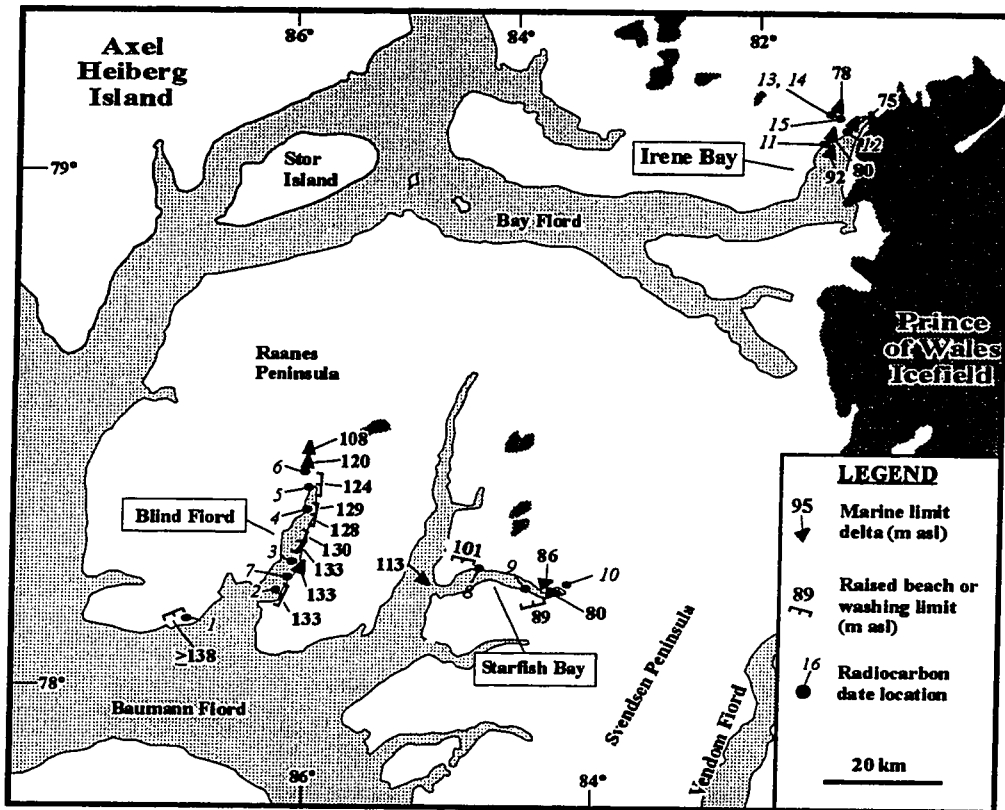 86°
84°
82°
Axel
Heiberg
Island
13, 14
78
75
15
11
12
Irene Bay
92
80
79°
Stor
Island
Bay Fiord
Prince
of Wales
Icefield
Raanes
Peninsula
108
120
6
5
124
4
129
Blind Fiord
128
130
3
133
7
133
2
133
1
≥138
113
101
9
86
10
8
89
80
Starfish Bay
Svendsen Peninsula
Vendom Fiord
78°
Baumann Fiord
86°
84°
LEGEND
95
Marine limit
delta (m asl)
89
Raised beach or
washing limit
(m asl)
16
Radiocarbon
date location
20 km